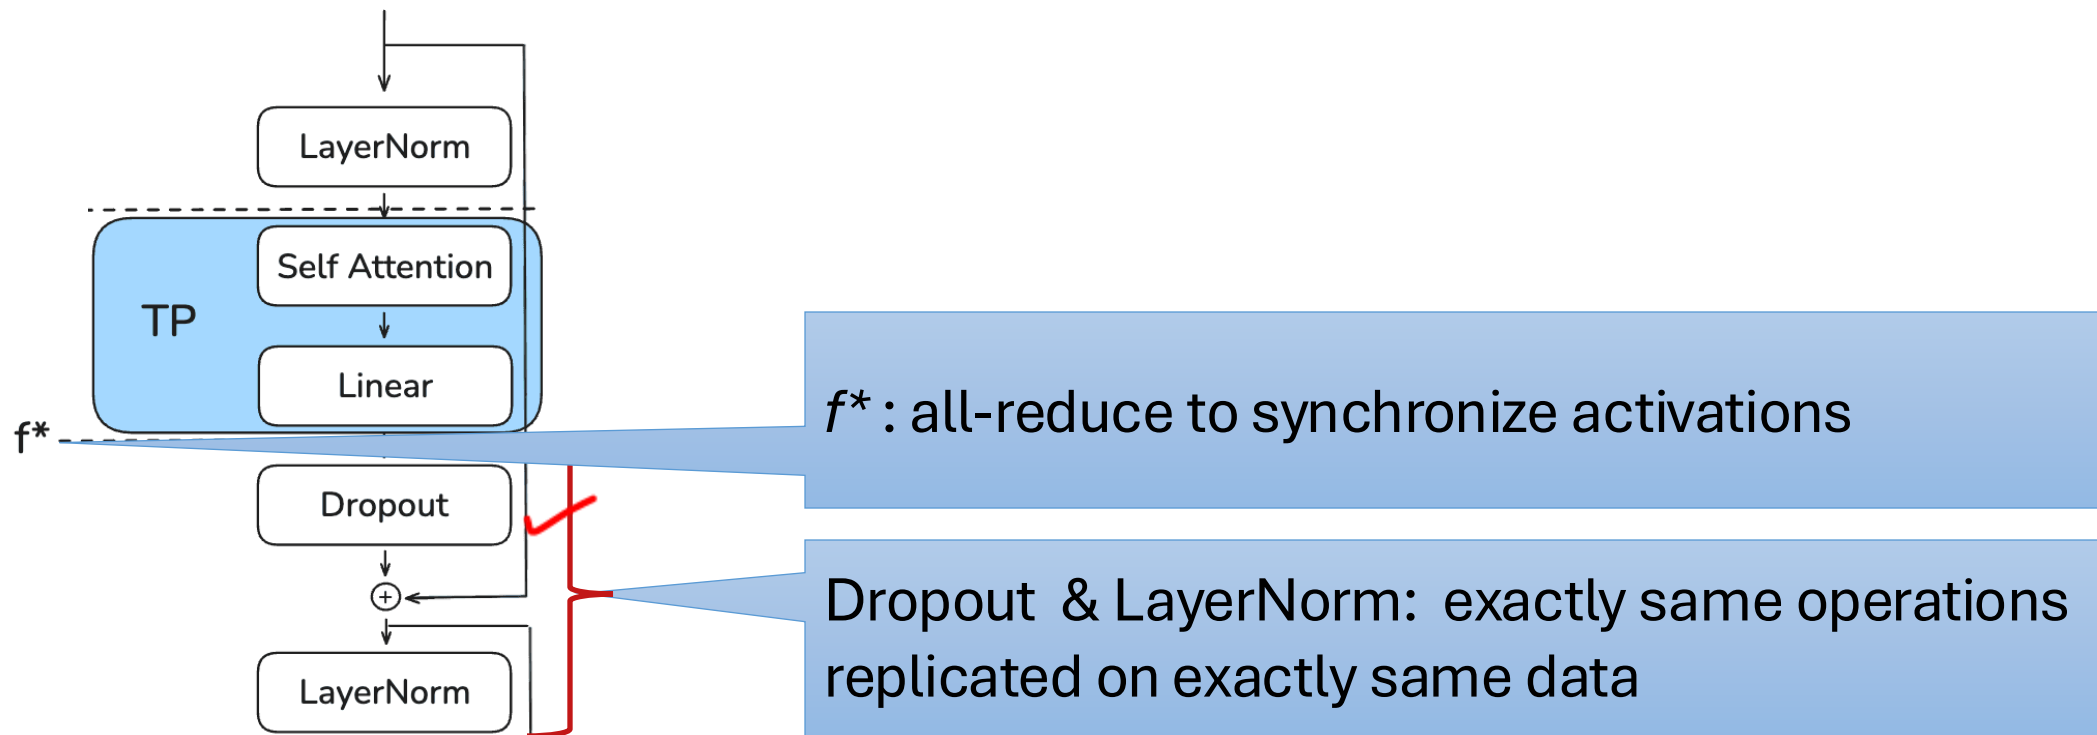 LayerNorm
Self Attention
TP
Linear
f*
f* : all-reduce to synchronize activations
Dropout
+
Dropout & LayerNorm: exactly same operations
replicated on exactly same data
LayerNorm